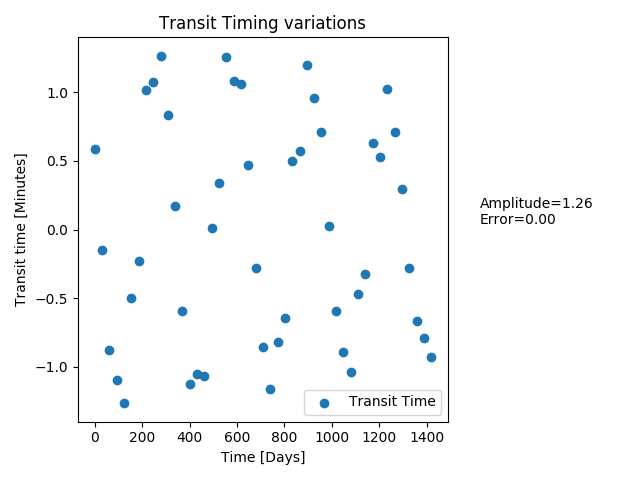 Transit Timing variations
Transit time [Minutes]
1.0
0.5
0.0
−0.5
−1.0
Amplitude=1.26
Error=0.00
Transit Time
0 200 400 600 800 1000 1200 1400
Time [Days]